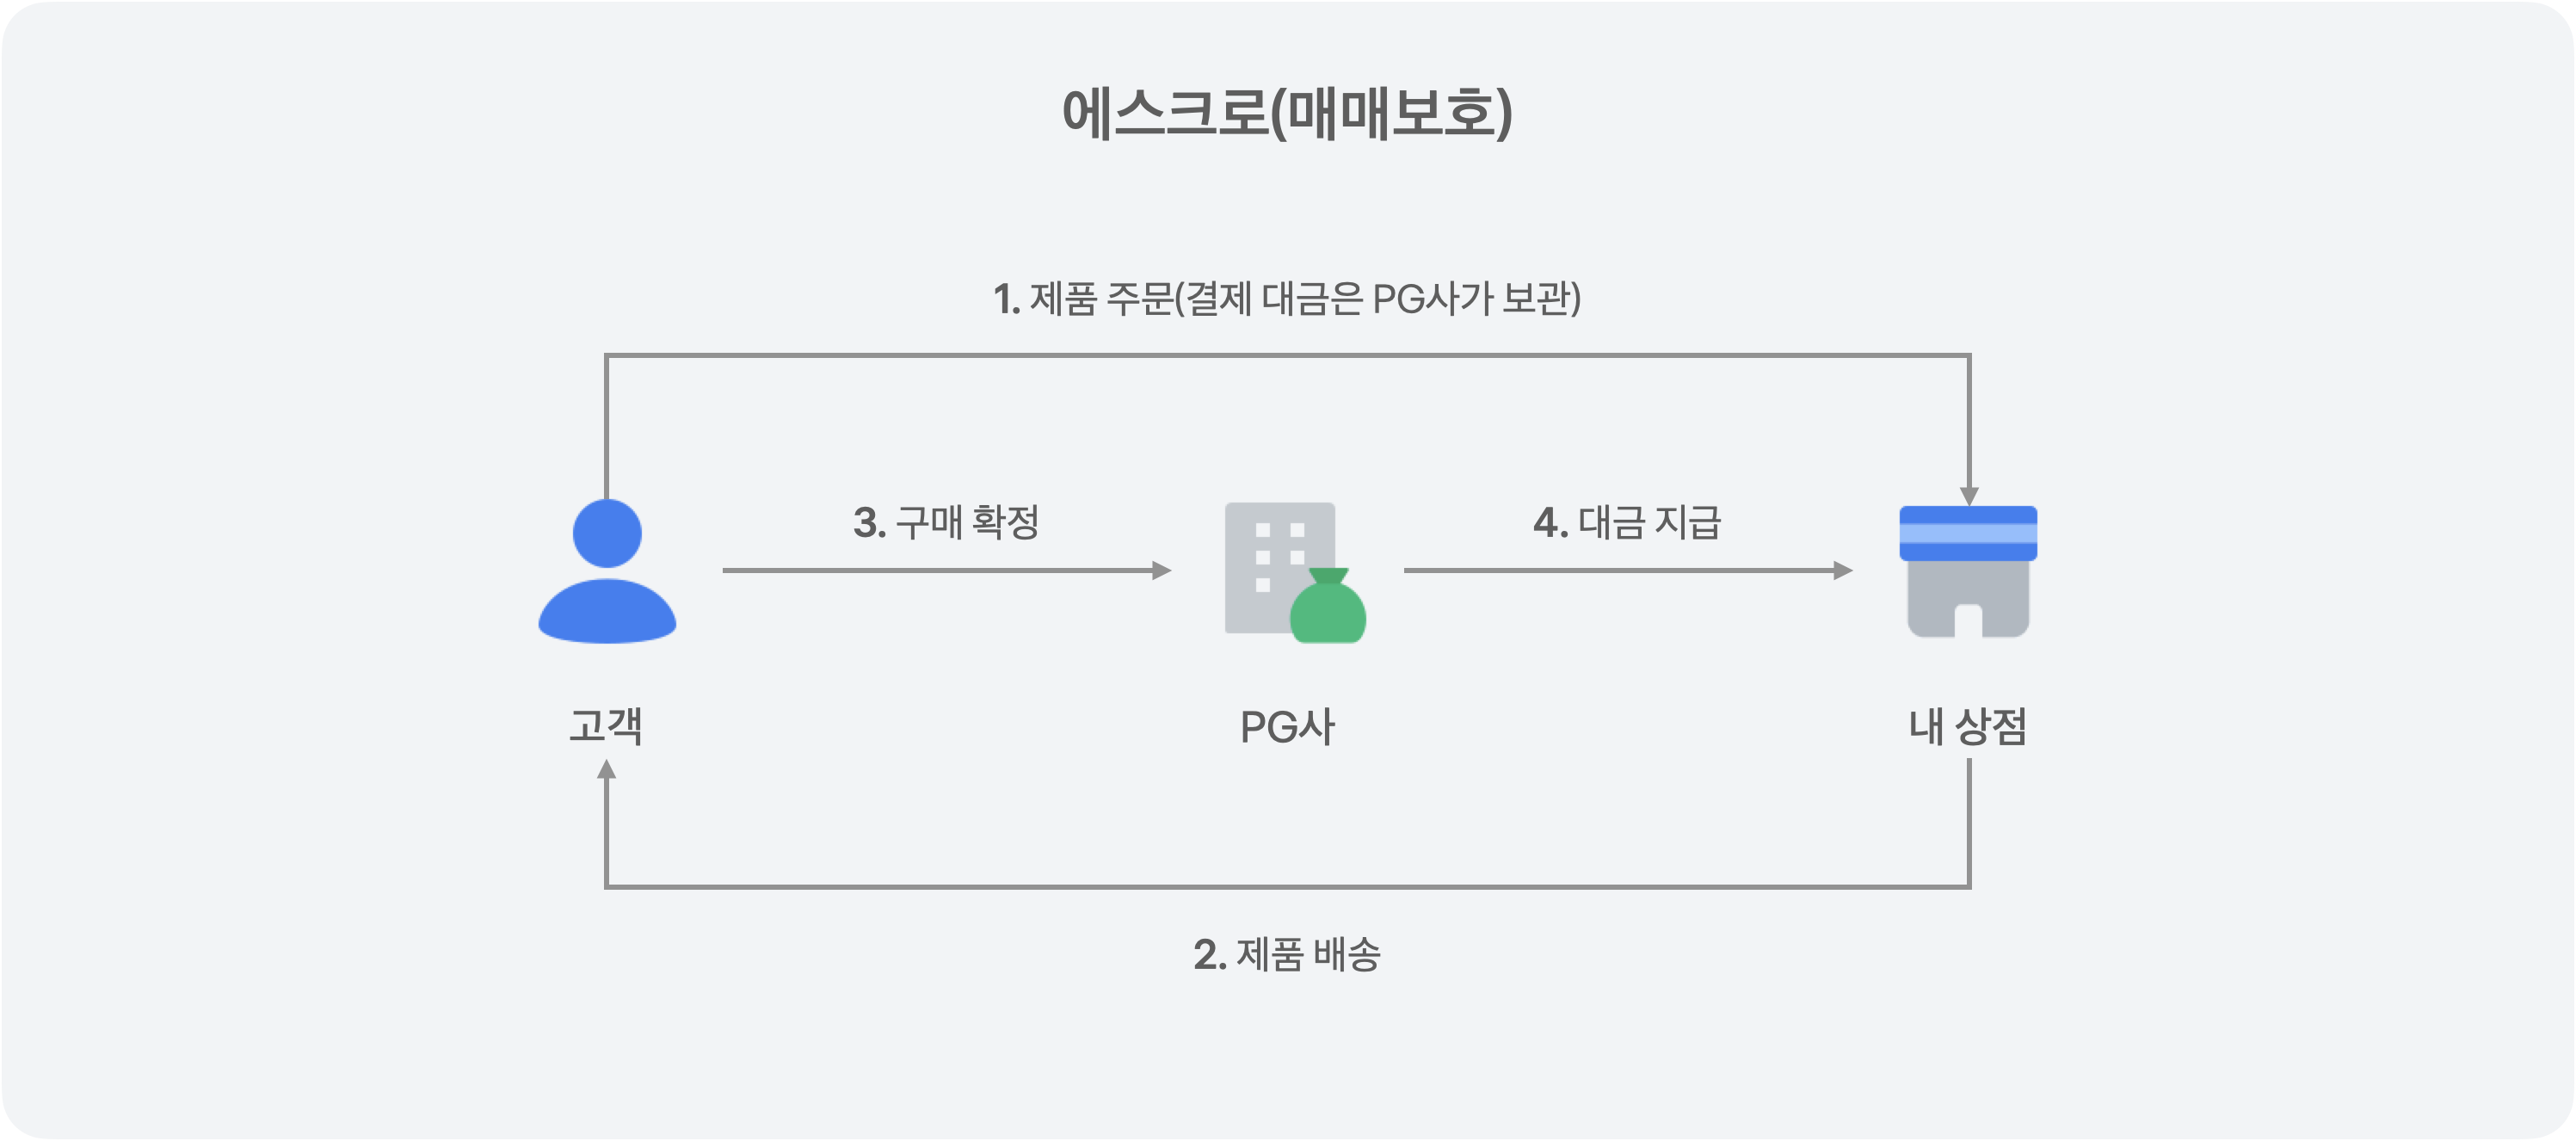 에스크로(매매보호)
1. 제품 주문(결제 대금은 PG사가 보관)
3. 구매 확정
4. 대금 지급
고객
PG사
내 상점
2. 제품 배송